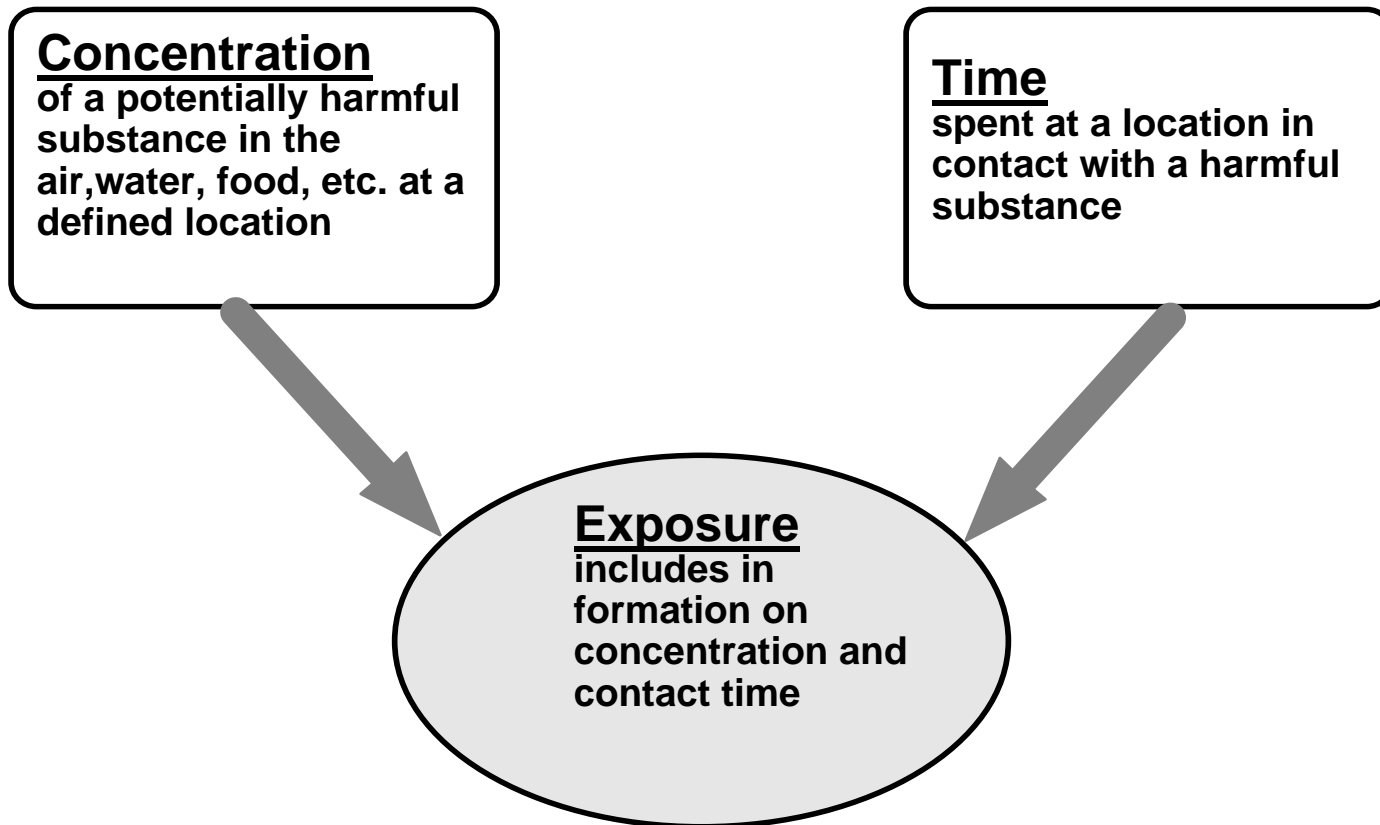 Concentration
of a potentially harmful
substance in the
air,water, food, etc. at a
defined location
Time
spent at a location in
contact with a harmful
substance
Exposure
includes in
formation on
concentration and
contact time